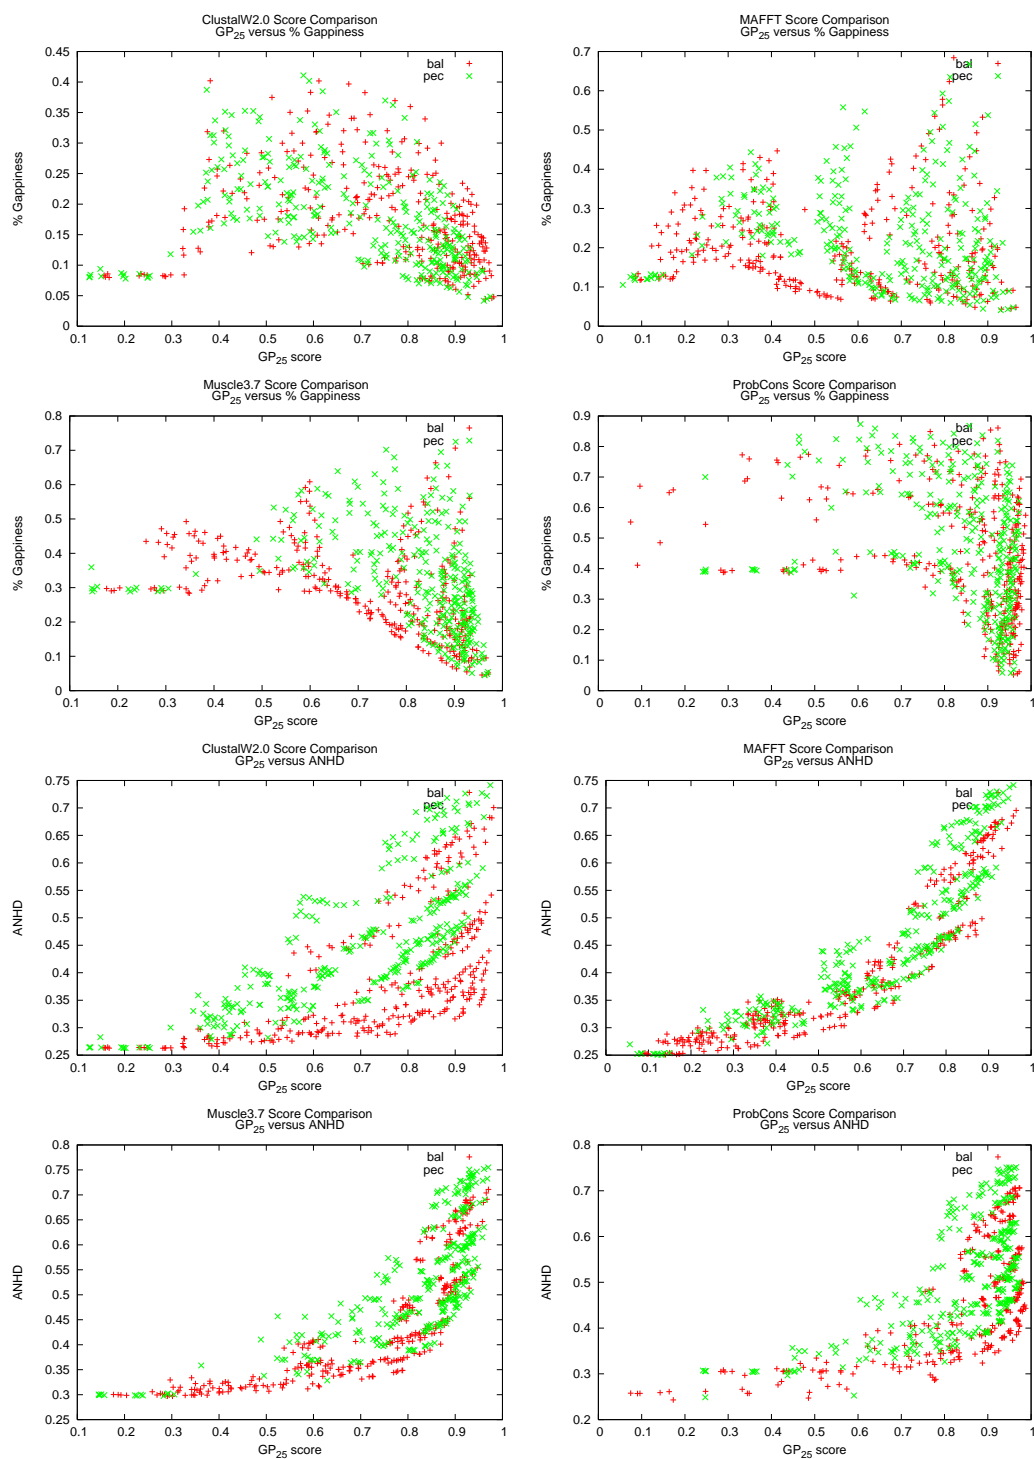 ClustalW2.0 Score Comparison
GP25 versus % Gappiness
bal
pec
% Gappiness
0.45
0.4
0.35
0.3
0.25
0.2
0.15
0.1
0.05
0
0.1 0.2 0.3 0.4 0.5 0.6 0.7 0.8 0.9 1
GP25 score
MAFFT Score Comparison
GP25 versus % Gappiness
bal
pec
% Gappiness
0.7
0.6
0.5
0.4
0.3
0.2
0.1
0
0 0.1 0.2 0.3 0.4 0.5 0.6 0.7 0.8 0.9 1
GP25 score
Muscle3.7 Score Comparison
GP25 versus % Gappiness
bal
pec
% Gappiness
0.8
0.7
0.6
0.5
0.4
0.3
0.2
0.1
0
0.1 0.2 0.3 0.4 0.5 0.6 0.7 0.8 0.9 1
GP25 score
ProbCons Score Comparison
GP25 versus % Gappiness
bal
pec
% Gappiness
0.9
0.8
0.7
0.6
0.5
0.4
0.3
0.2
0.1
0
0 0.1 0.2 0.3 0.4 0.5 0.6 0.7 0.8 0.9 1
GP25 score
ClustalW2.0 Score Comparison
GP25 versus ANHD
bal
pec
ANHD
0.75
0.7
0.65
0.6
0.55
0.5
0.45
0.4
0.35
0.3
0.25
0.1 0.2 0.3 0.4 0.5 0.6 0.7 0.8 0.9 1
GP25 score
MAFFT Score Comparison
GP25 versus ANHD
bal
pec
ANHD
0.75
0.7
0.65
0.6
0.55
0.5
0.45
0.4
0.35
0.3
0.25
0 0.1 0.2 0.3 0.4 0.5 0.6 0.7 0.8 0.9 1
GP25 score
Muscle3.7 Score Comparison
GP25 versus ANHD
bal
pec
ANHD
0.8
0.75
0.7
0.65
0.6
0.55
0.5
0.45
0.4
0.35
0.3
0.25
0.1 0.2 0.3 0.4 0.5 0.6 0.7 0.8 0.9 1
GP25 score
ProbCons Score Comparison
GP25 versus ANHD
bal
pec
ANHD
0.8
0.7
0.6
0.5
0.4
0.3
0.2
0 0.1 0.2 0.3 0.4 0.5 0.6 0.7 0.8 0.9 1
GP25 score